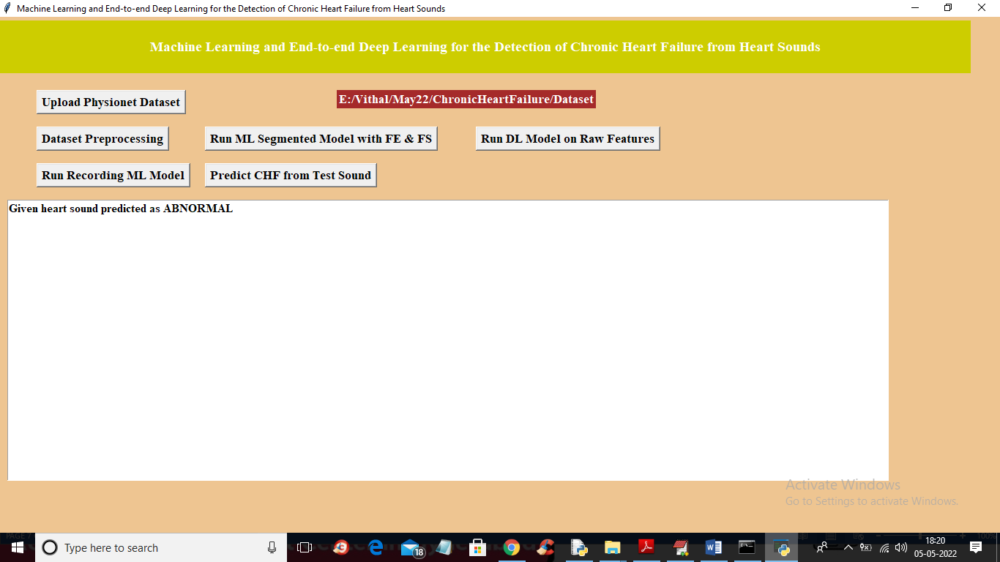 Machine Learning and End-to-end Deep Learning for the Detection of Chronic Heart Failure from Heart Sounds
Machine Learning and End-to-end Deep Learning for the Detection of Chronic Heart Failure from Heart Sounds
Upload Physionet Dataset
E:/Vithal/May22/ChronicHeartFailure/Dataset
Dataset Preprocessing
Run ML Segmented Model with FE & FS
Run DL Model on Raw Features
Run Recording ML Model
Predict CHF from Test Sound
Given heart sound predicted as ABNORMAL
Activate Windows
Go to Settings to activate Windows.
Type here to search
18
18:20
05-05-2022
100%